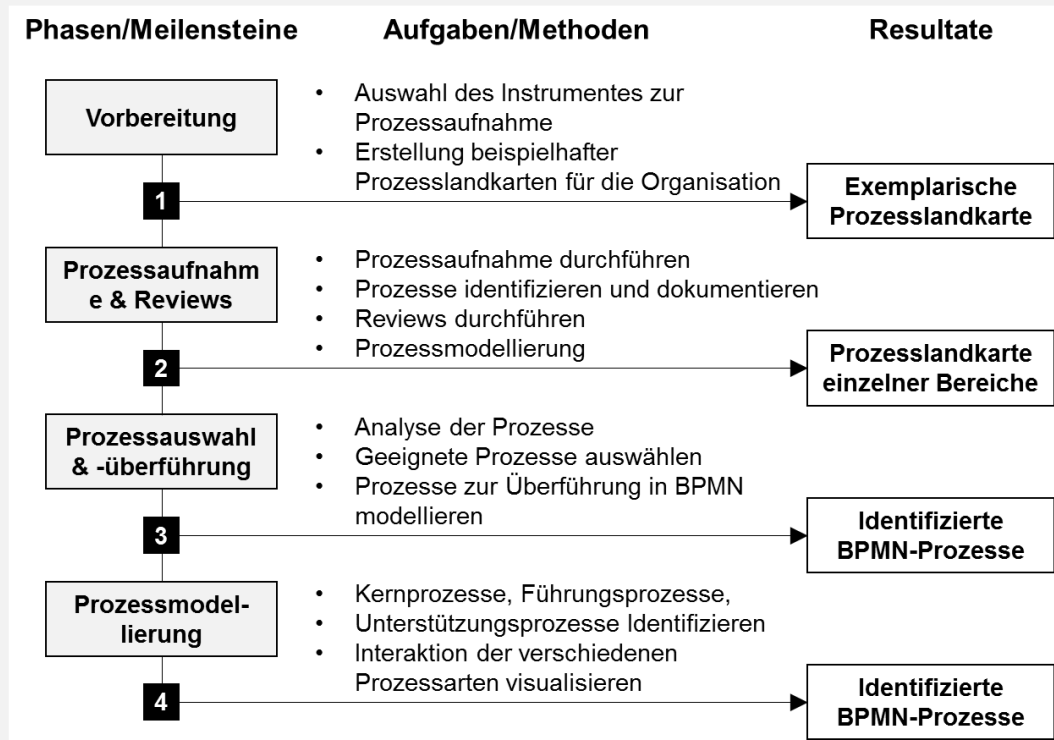 Phasen/Meilensteine
Aufgaben/Methoden
Resultate
Vorbereitung
• Auswahl des Instrumentes zur
Prozessaufnahme
• Erstellung beispielhafter
Prozesslandkarten für die Organisation
1
Exemplarische
Prozesslandkarte
Prozessaufnahm
e & Reviews
• Prozessaufnahme durchführen
• Prozesse identifizieren und dokumentieren
• Reviews durchführen
• Prozessmodellierung
2
Prozesslandkarte
einzelner Bereiche
Prozessauswahl
& -überführung
• Analyse der Prozesse
• Geeignete Prozesse auswählen
• Prozesse zur Überführung in BPMN
modellieren
3
Identifizierte
BPMN-Prozesse
Prozessmodel-
lierung
• Kernprozesse, Führungsprozesse,
• Unterstützungsprozesse Identifizieren
• Interaktion der verschiedenen
Prozessarten visualisieren
4
Identifizierte
BPMN-Prozesse